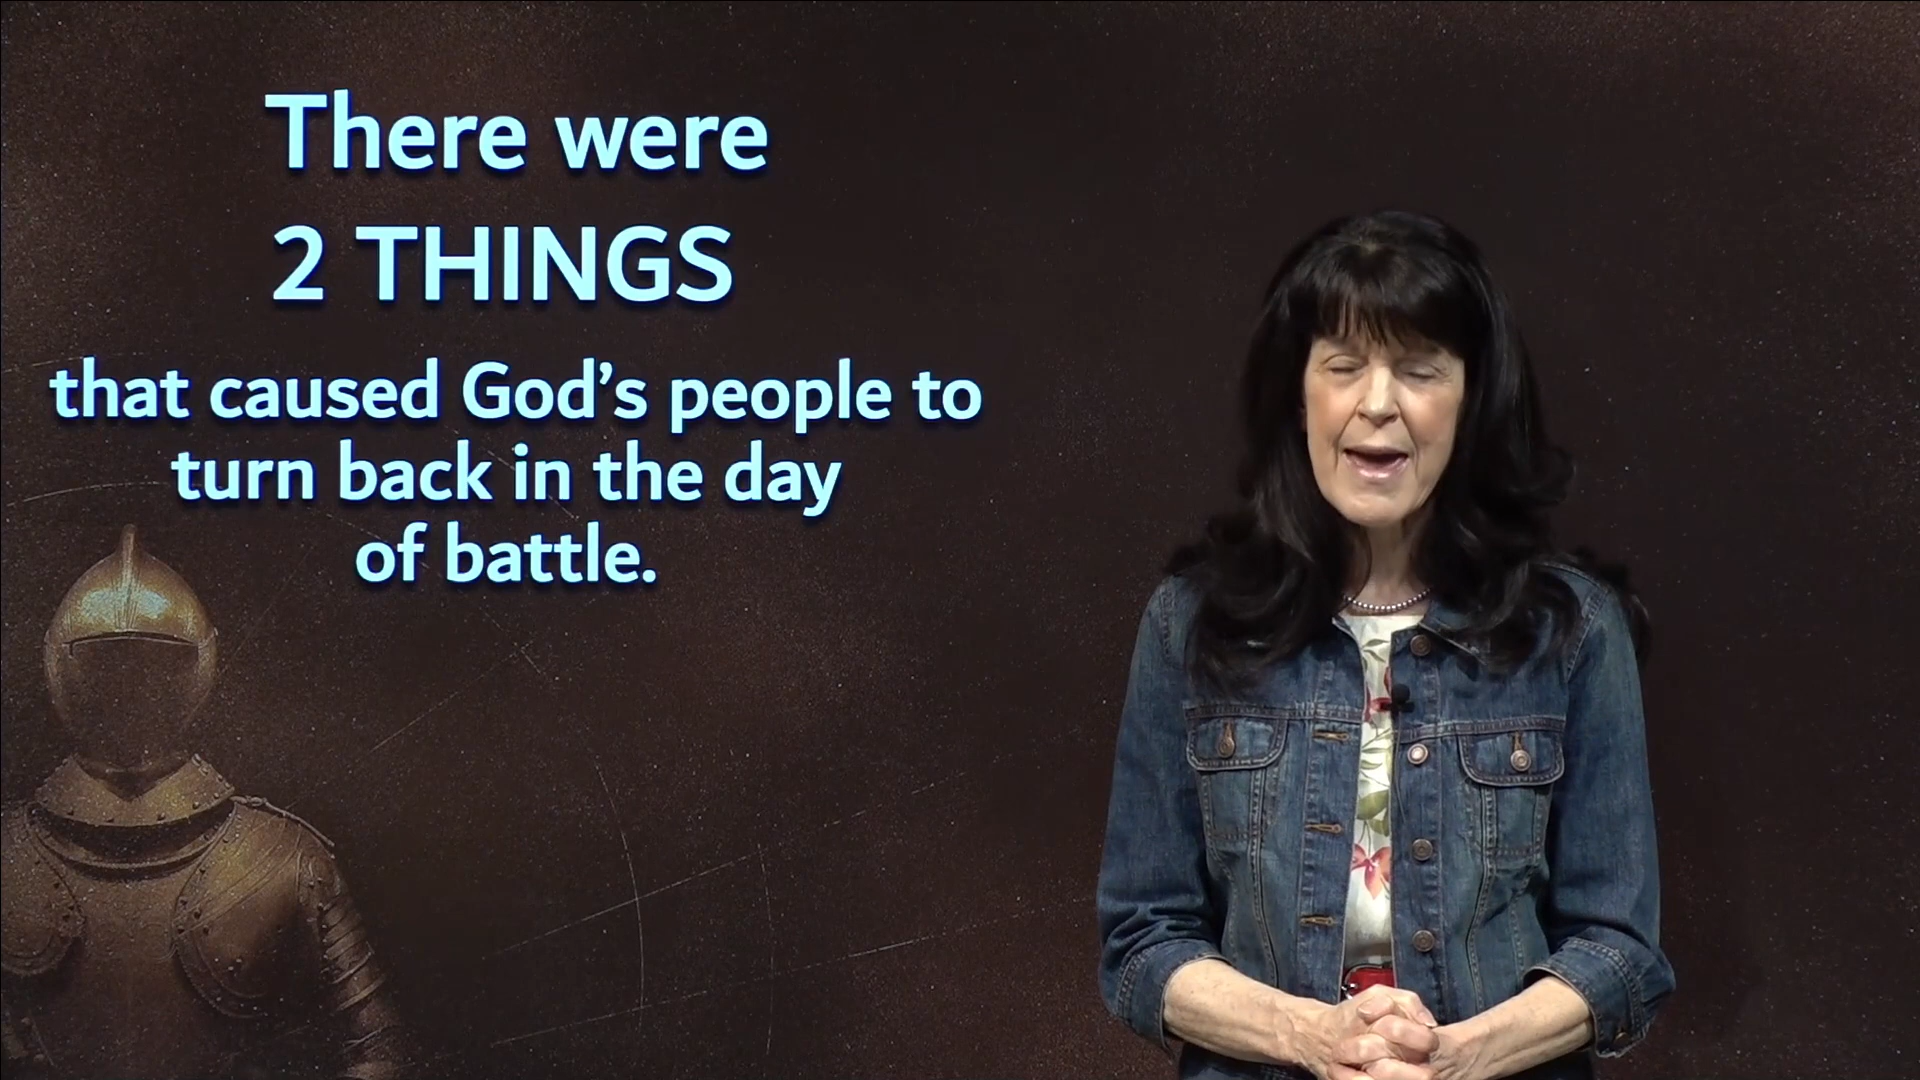 There were
2 THINGS
that caused God’s people to
turn back in the day
of battle.